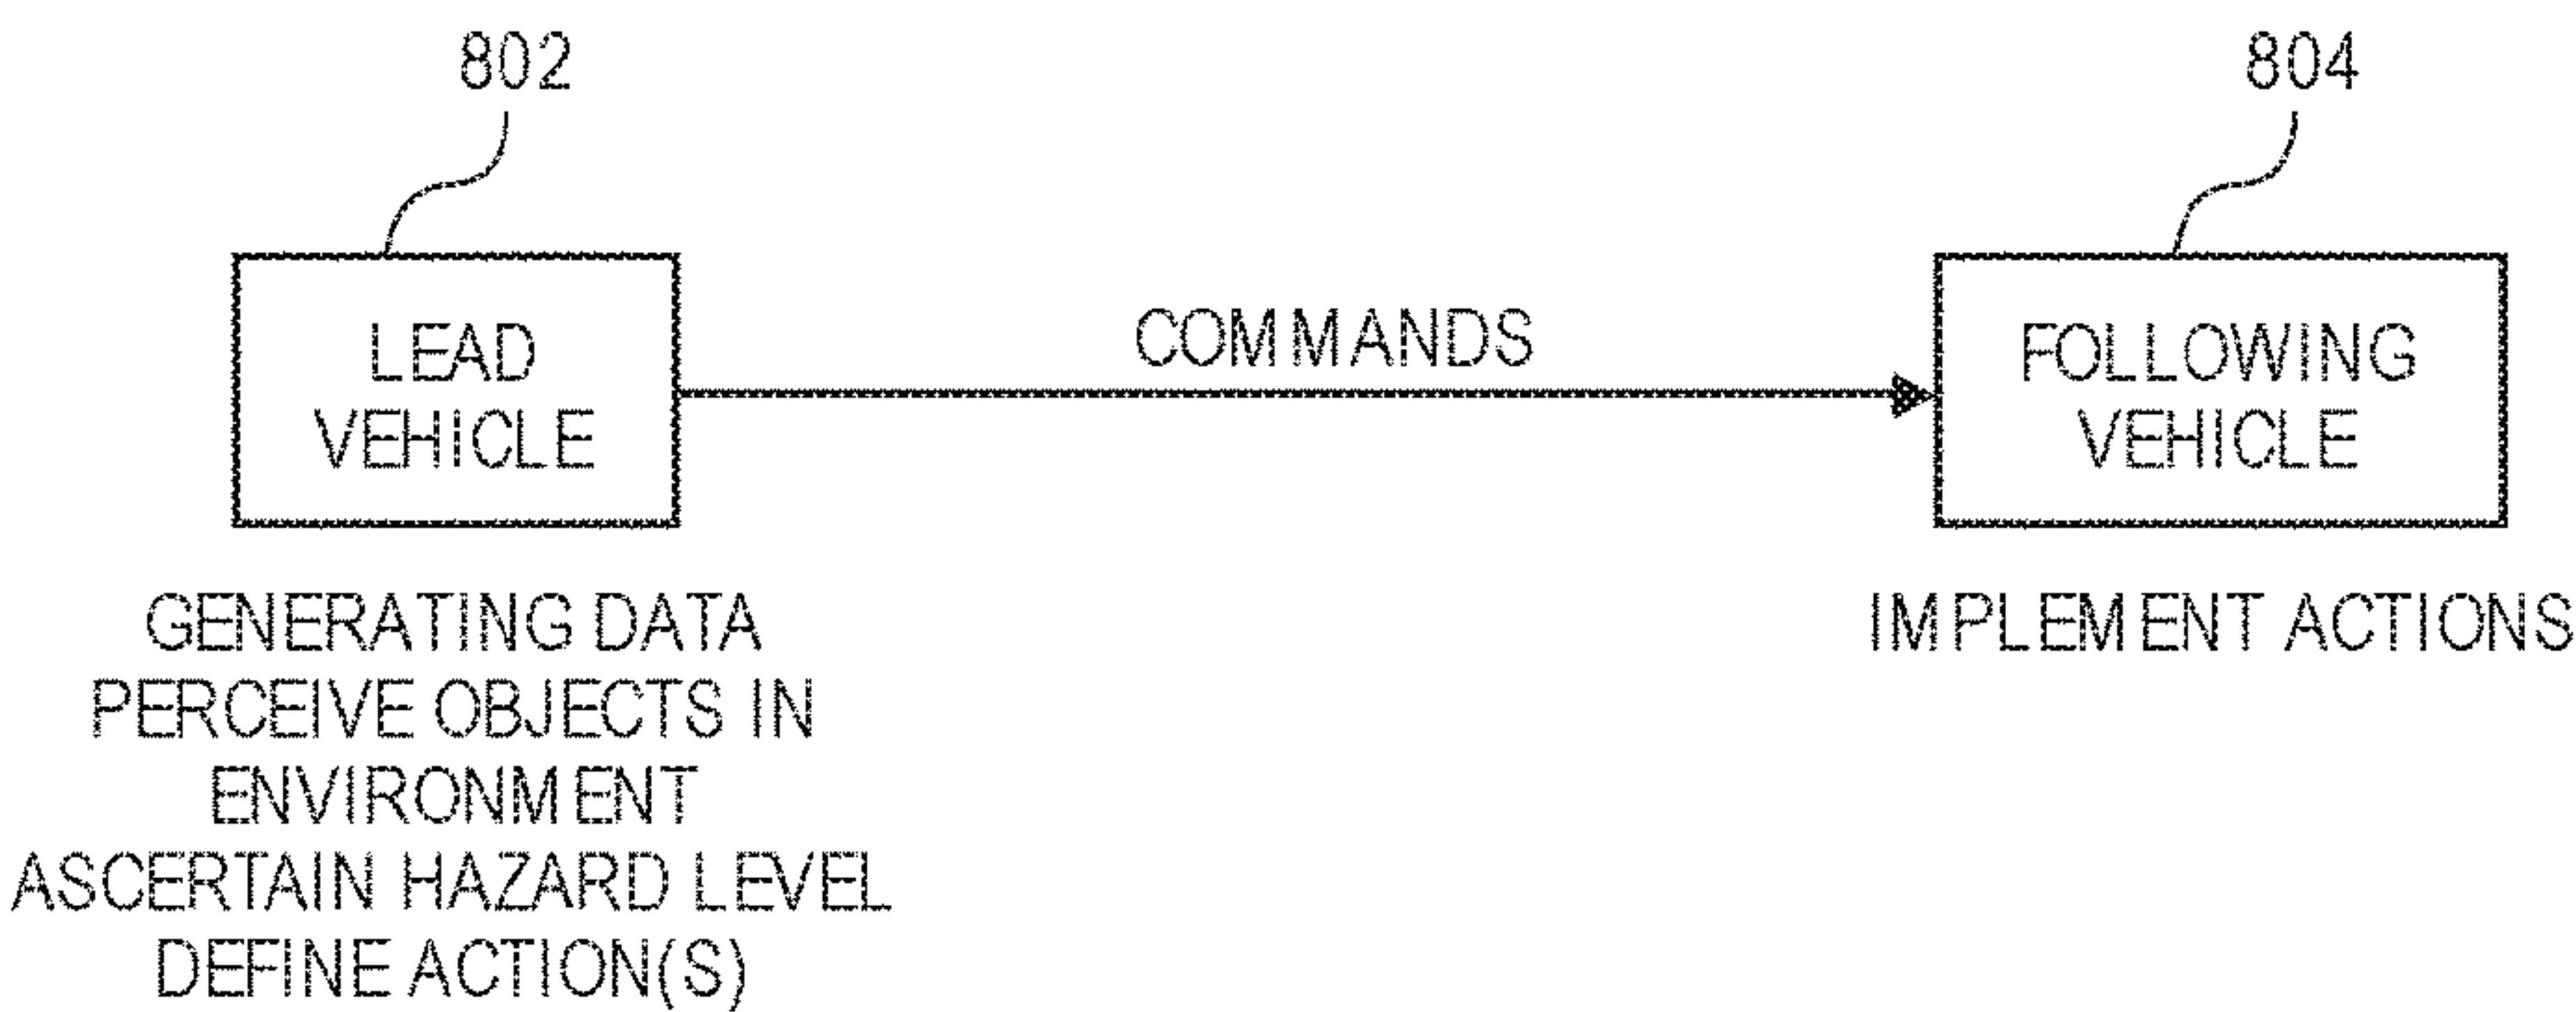 802
804
LEAD
VEHICLE
COMMANDS
FOLLOWING
VEHICLE
GENERATING DATA
PERCEIVE OBJECTS IN
ENVIRONMENT
ASCERTAIN HAZARD LEVEL
DEFINE ACTION(S)
IMPLEMENT ACTIONS